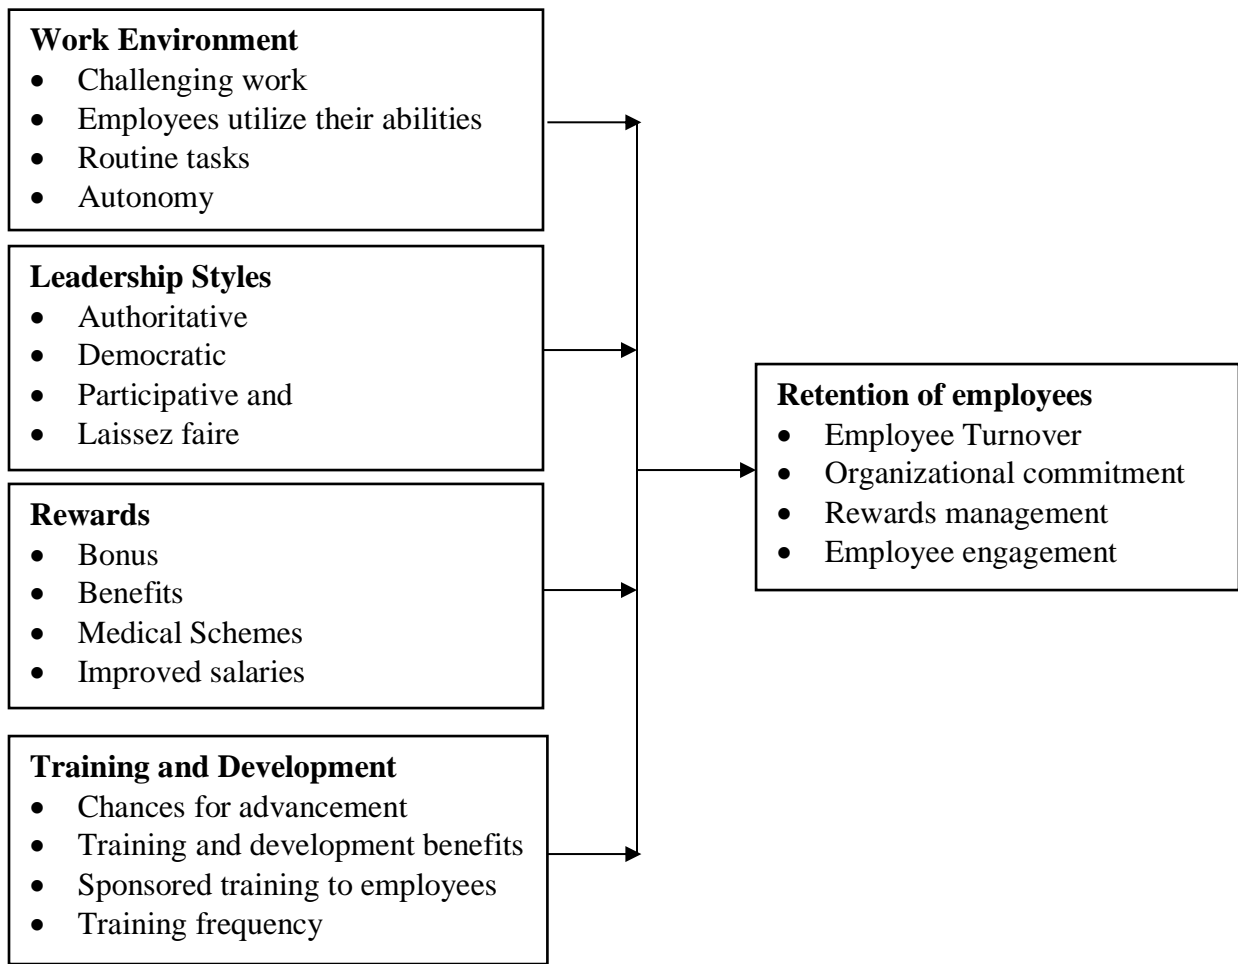 Work Environment
• Challenging work
• Employees utilize their abilities
• Routine tasks
• Autonomy
Leadership Styles
• Authoritative
• Democratic
• Participative and
• Laissez faire
Rewards
• Bonus
• Benefits
• Medical Schemes
• Improved salaries
Training and Development
• Chances for advancement
• Training and development benefits
• Sponsored training to employees
• Training frequency
Retention of employees
• Employee Turnover
• Organizational commitment
• Rewards management
• Employee engagement